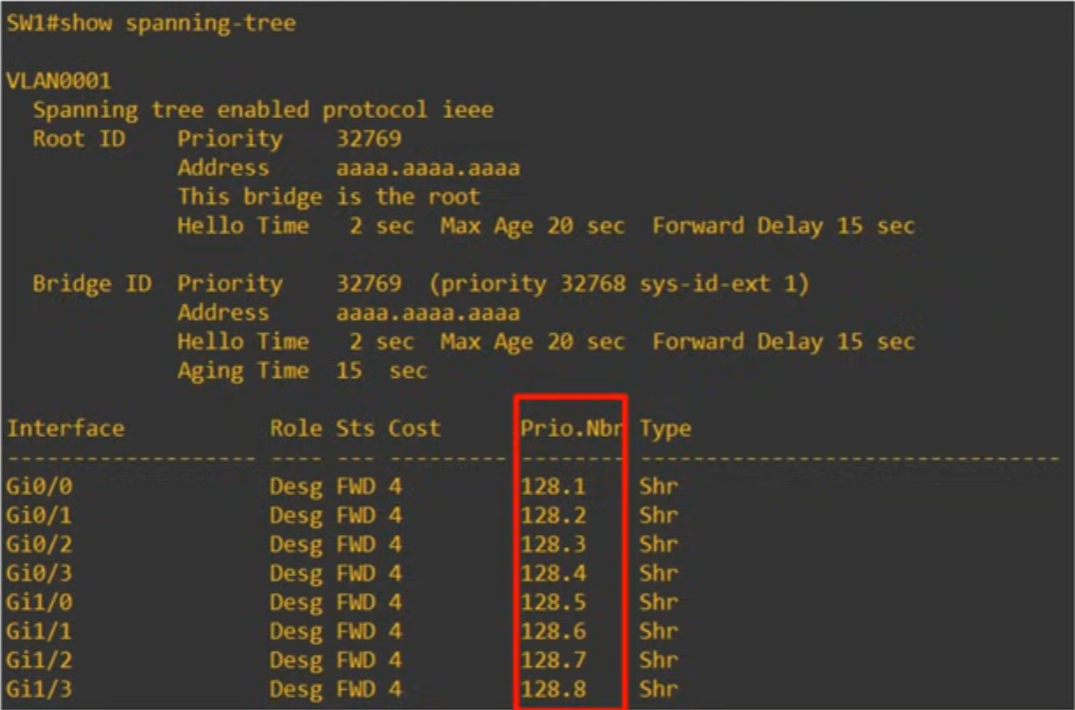 SW1#show spanning-tree
VLAN0001
  Spanning tree enabled protocol ieee
  Root ID    Priority    32769
             Address     aaaa.aaaa.aaaa
             This bridge is the root
             Hello Time   2 sec  Max Age 20 sec  Forward Delay 15 sec
  Bridge ID  Priority    32769  (priority 32768 sys-id-ext 1)
             Address     aaaa.aaaa.aaaa
             Hello Time   2 sec  Max Age 20 sec  Forward Delay 15 sec
             Aging Time  15  sec
Interface           Role Sts Cost      Prio.Nbr Type
------------------- ---- --- --------- -------- --------------------------------
Gi0/0               Desg FWD 4         128.1    Shr
Gi0/1               Desg FWD 4         128.2    Shr
Gi0/2               Desg FWD 4         128.3    Shr
Gi0/3               Desg FWD 4         128.4    Shr
Gi1/0               Desg FWD 4         128.5    Shr
Gi1/1               Desg FWD 4         128.6    Shr
Gi1/2               Desg FWD 4         128.7    Shr
Gi1/3               Desg FWD 4         128.8    Shr